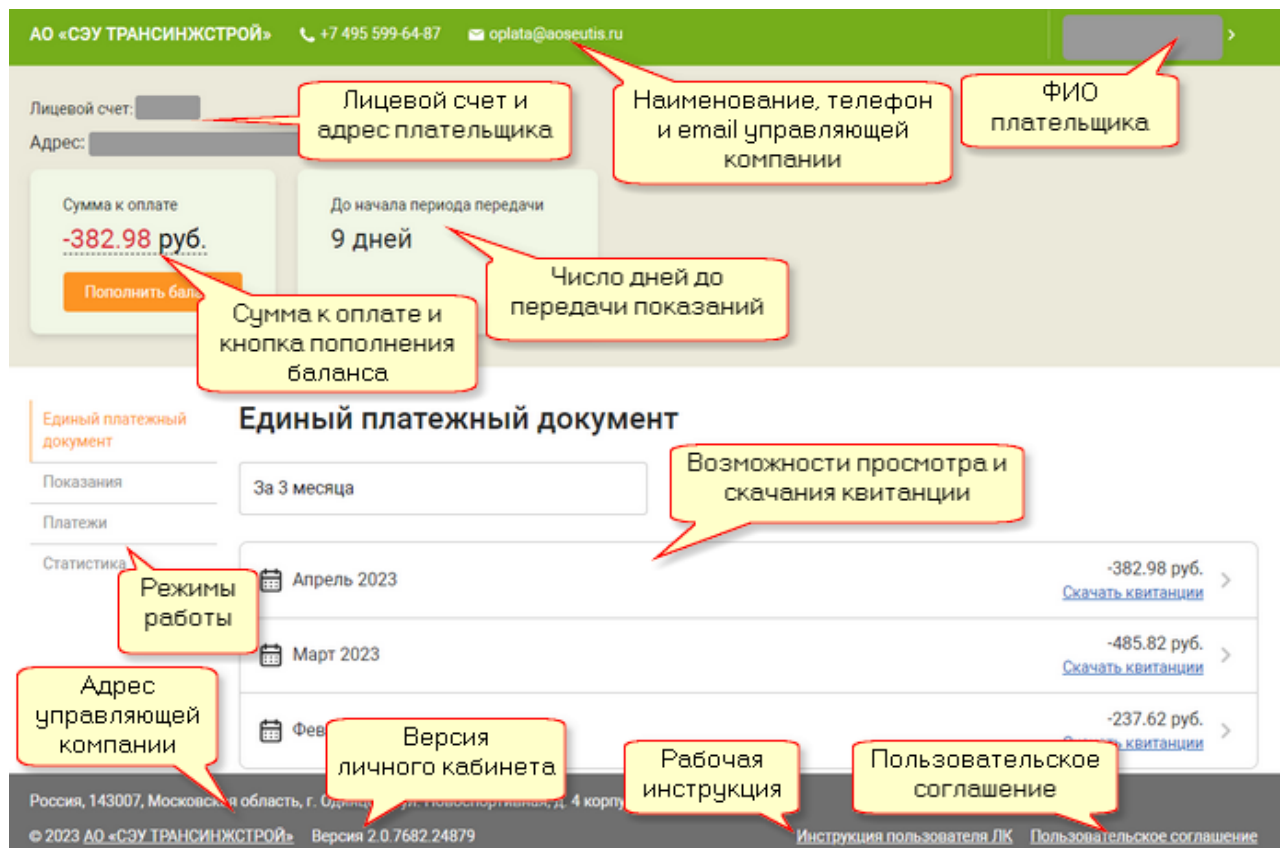 АО «СЭУ ТРАНСИНЖСТРОЙ» +7 495 599-64-87 oplata@aoseutis.ru
ФИО
плательщика
Наименование, телефон
и email управляющей
компании
Лицевой счет и
адрес плательщика
Лицевой счет:
Адрес:
Сумма к оплате
-382.98 руб.
Пополнить
До начала периода передачи
9 дней
Число дней до
передачи показаний
Сумма к оплате и
кнопка пополнения
баланса
Единый платежный
документ
Показания
Платежи
Статистика
Режимы
работы
Единый платежный документ
За 3 месяца
Возможности просмотра и
скачания квитанции
Апрель 2023
-382.98 руб.
Скачать квитанции
Март 2023
-485.82 руб.
Скачать квитанции
-237.62 руб.
квитанции
Адрес
управляющей
компании
Версия
личного кабинета
Рабочая
инструкция
Пользовательское
соглашение
Россия, 143007, Московская область, г. д. 4
© 2023 АО «СЭУ ТРАНСИНЖСТРОЙ» Версия 2.0.7682.24879 Инструкция пользователя ЛК Пользовательское соглашение